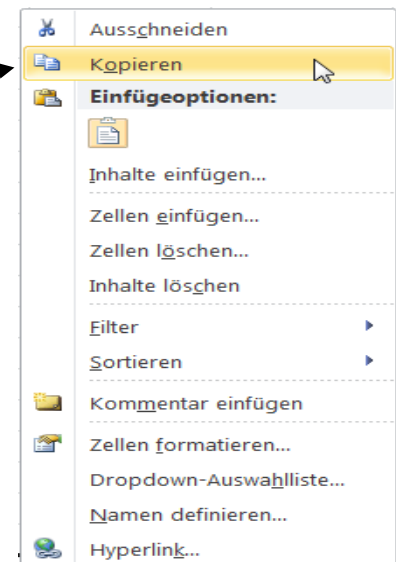 Ausschneiden
Kopieren
Einfügeoptionen:
Inhalte einfügen...
Zellen einfügen...
Zellen löschen...
Inhalte löschen
Filter
Sortieren
Kommentar einfügen
Zellen formatieren...
Dropdown-Auswahlliste...
Namen definieren...
Hyperlink...